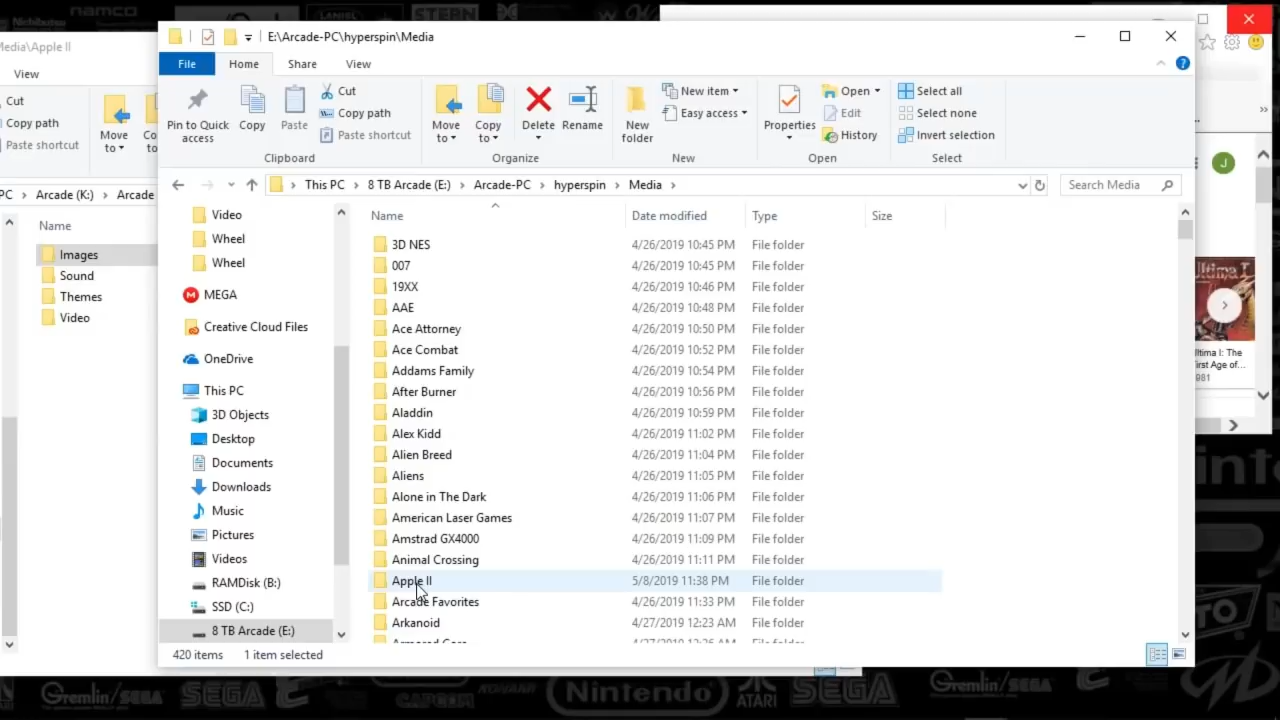 namco
Nichibutsu
LANIEL
STERN
Media\Apple II
View
Cut
Copy path
Paste shortcut
Move
to
PC > Arcade (K:) > Arcade
Name
Images
Sound
Themes
Video
E:\Arcade-PC\hyperspin\Media
File
Home
Share
View
Pin to Quick
access
Copy
Paste
Cut
Copy path
Paste shortcut
Clipboard
Move
to
Copy
to
Delete
Rename
Organize
New
folder
New item
Easy access
New
Properties
Open
Edit
History
Open
Select all
Select none
Invert selection
Select
This PC > 8 TB Arcade (E:) > Arcade-PC > hyperspin > Media >
Search Media
Video
Wheel
Wheel
MEGA
Creative Cloud Files
OneDrive
This PC
3D Objects
Desktop
Documents
Downloads
Music
Pictures
Videos
RAMDisk (B:)
SSD (C:)
8 TB Arcade (E:)
Name Date modified Type Size
3D NES 4/26/2019 10:45 PM File folder
007 4/26/2019 10:45 PM File folder
19XX 4/26/2019 10:46 PM File folder
AAE 4/26/2019 10:48 PM File folder
Ace Attorney 4/26/2019 10:50 PM File folder
Ace Combat 4/26/2019 10:52 PM File folder
Addams Family 4/26/2019 10:54 PM File folder
After Burner 4/26/2019 10:56 PM File folder
Aladdin 4/26/2019 10:59 PM File folder
Alex Kidd 4/26/2019 11:02 PM File folder
Alien Breed 4/26/2019 11:04 PM File folder
Aliens 4/26/2019 11:05 PM File folder
Alone in The Dark 4/26/2019 11:06 PM File folder
American Laser Games 4/26/2019 11:07 PM File folder
Amstrad GX4000 4/26/2019 11:09 PM File folder
Animal Crossing 4/26/2019 11:11 PM File folder
Apple II 5/8/2019 11:38 PM File folder
Arcade Favorites 4/26/2019 11:33 PM File folder
Arkanoid 4/27/2019 12:23 AM File folder
420 items 1 item selected
J
Ultima I
Ultima I: The
First Age of...
1981
Gremlin/SEGA
SEGA
CAPCOM
KONAMI
Nintendo
ATARI
SEGA
Gremlin/SEGA